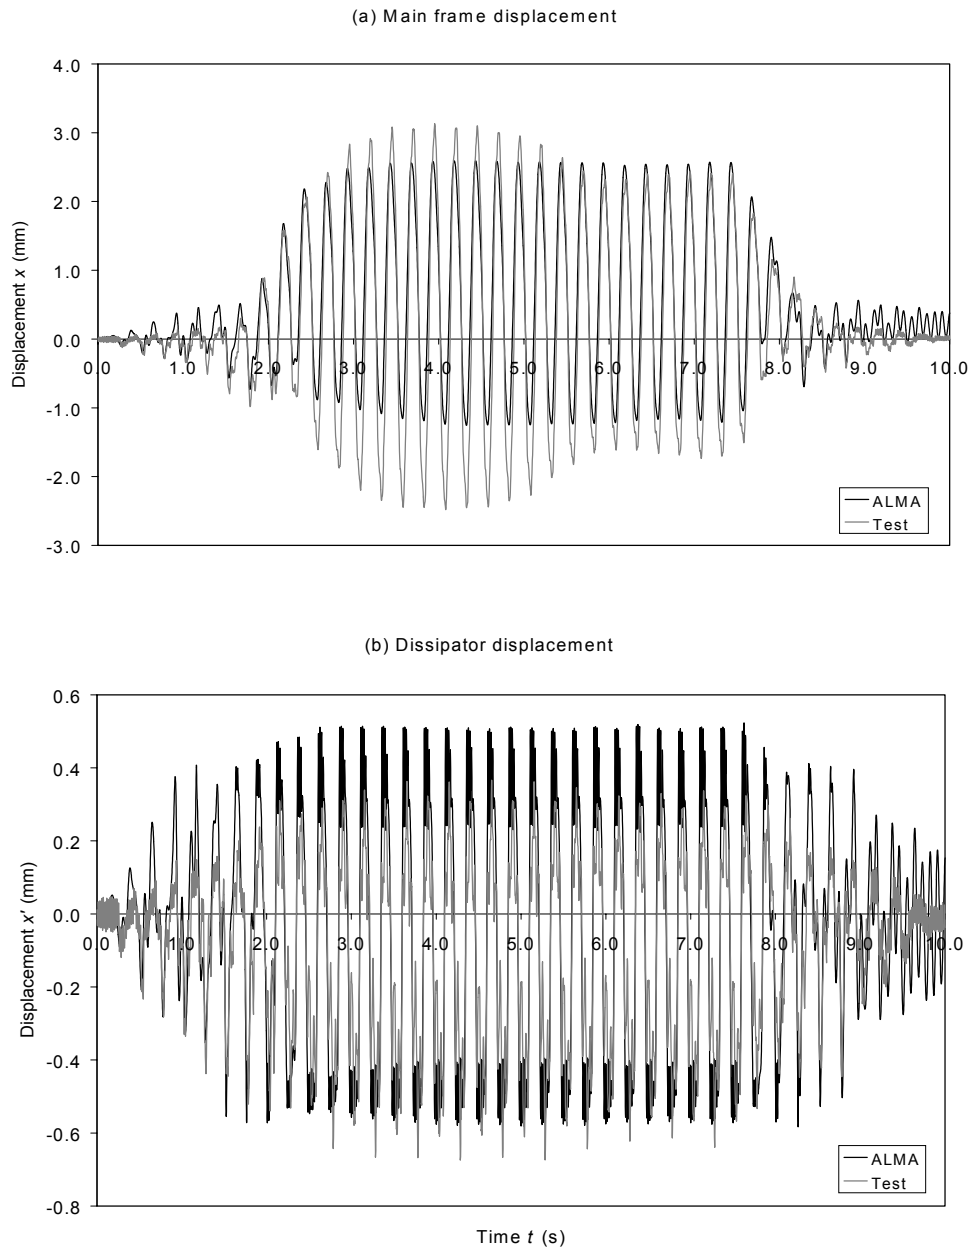 (a) Main frame displacement
4.0
3.0
2.0
1.0
0.0
-1.0
-2.0
-3.0
Displacement x (mm)
0.0 1.0 2.0 3.0 4.0 5.0 6.0 7.0 8.0 9.0 10.0
ALMA
Test
(b) Dissipator displacement
0.6
0.4
0.2
0.0
-0.2
-0.4
-0.6
-0.8
Displacement x' (mm)
0.0 1.0 2.0 3.0 4.0 5.0 6.0 7.0 8.0 9.0 10.0
ALMA
Test
Time t (s)